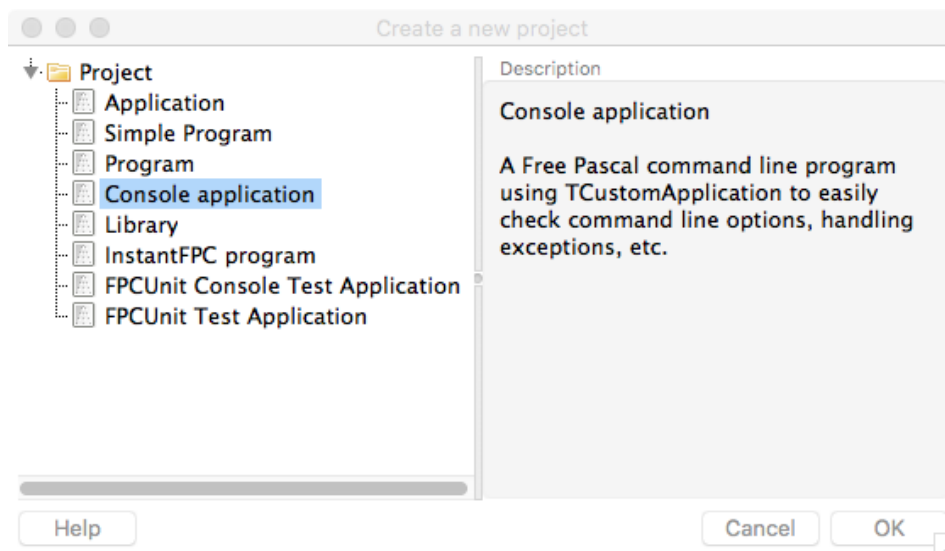 Create a new project
Project
Application
Simple Program
Program
Console application
Library
InstantFPC program
FPCUnit Console Test Application
FPCUnit Test Application
Description
Console application
A Free Pascal command line program
using TCustomApplication to easily
check command line options, handling
exceptions, etc.
Help
Cancel
OK